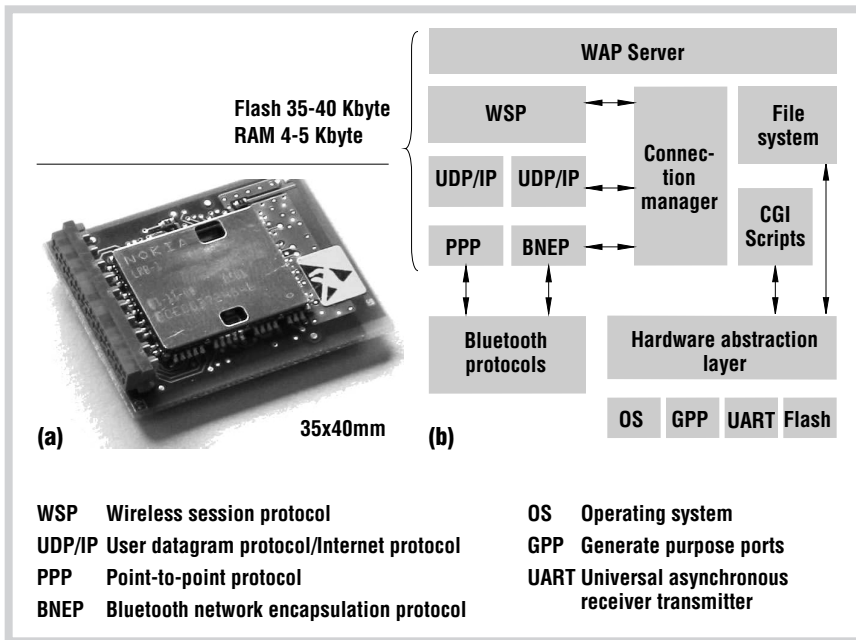 Flash 35-40 Kbyte
RAM 4-5 Kbyte
NOKIA
35x40mm
(a)
WAP Server
WSP
Connec-
tion
manager
File
system
UDP/IP
UDP/IP
CGI
Scripts
PPP
BNEP
Bluetooth
protocols
Hardware abstraction
layer
OS
GPP
UART
Flash
(b)
WSP Wireless session protocol
UDP/IP User datagram protocol/Internet protocol
PPP Point-to-point protocol
BNEP Bluetooth network encapsulation protocol
OS Operating system
GPP Generate purpose ports
UART Universal asynchronous
receiver transmitter